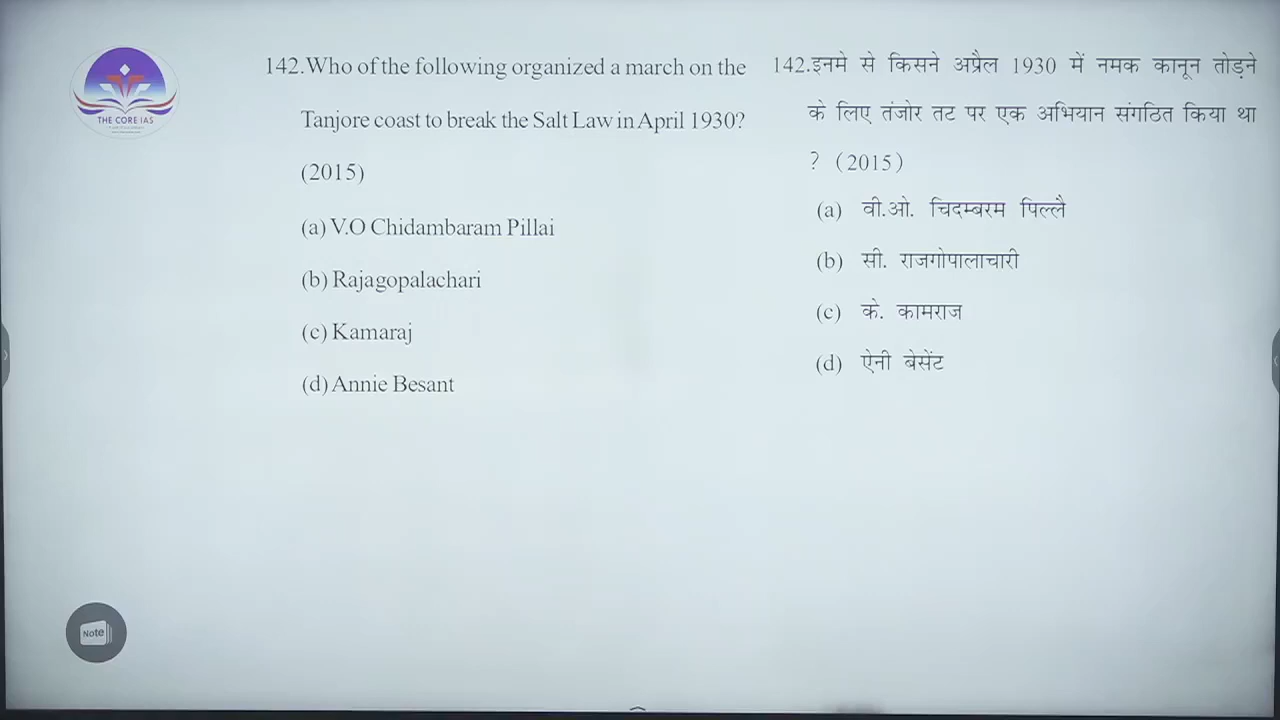 THE CORE IAS
142.Who of the following organized a march on the
Tanjore coast to break the Salt Law in April 1930?
(2015)
(a) V.O Chidambaram Pillai
(b) Rajagopalachari
(c) Kamaraj
(d) Annie Besant
142.इनमे से किसने अप्रैल 1930 में नमक कानून तोड़ने
के लिए तंजोर तट पर एक अभियान संगठित किया था
? (2015)
(a) वी.ओ. चिदम्बरम पिल्लै
(b) सी. राजगोपालाचारी
(c) के. कामराज
(d) ऐनी बेसेंट
Note